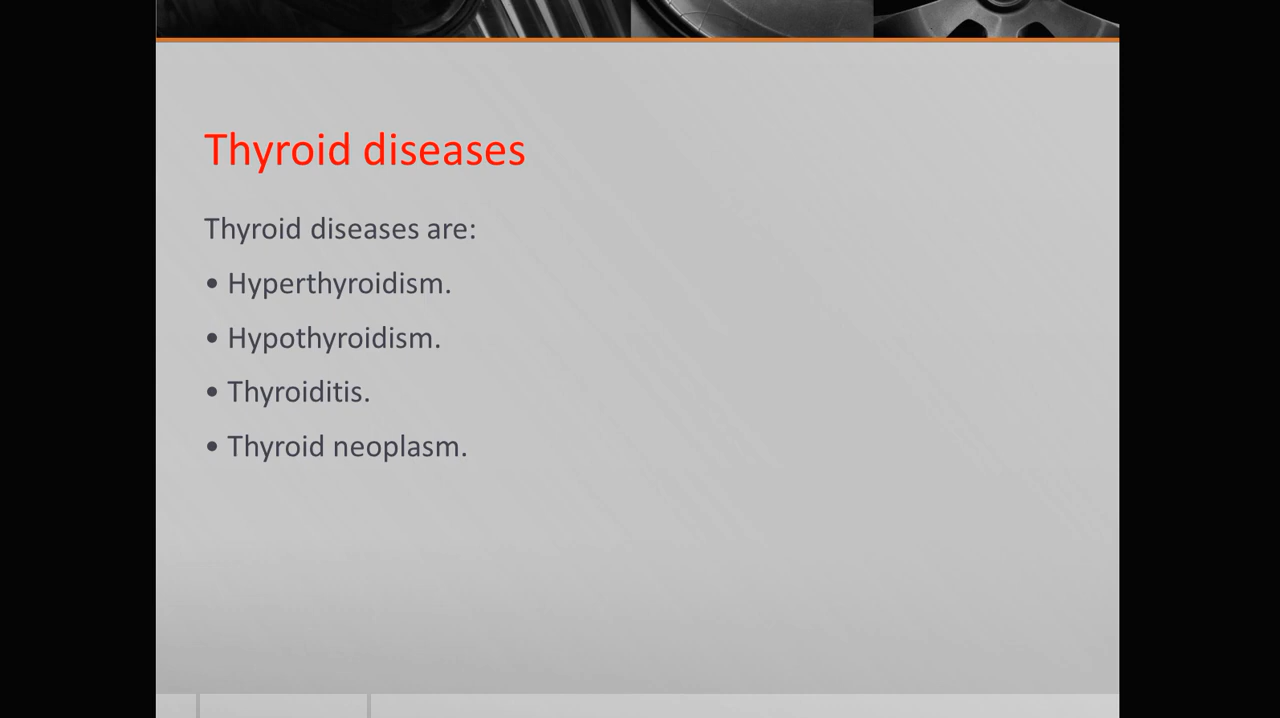 Thyroid diseases
Thyroid diseases are:
• Hyperthyroidism.
• Hypothyroidism.
• Thyroiditis.
• Thyroid neoplasm.